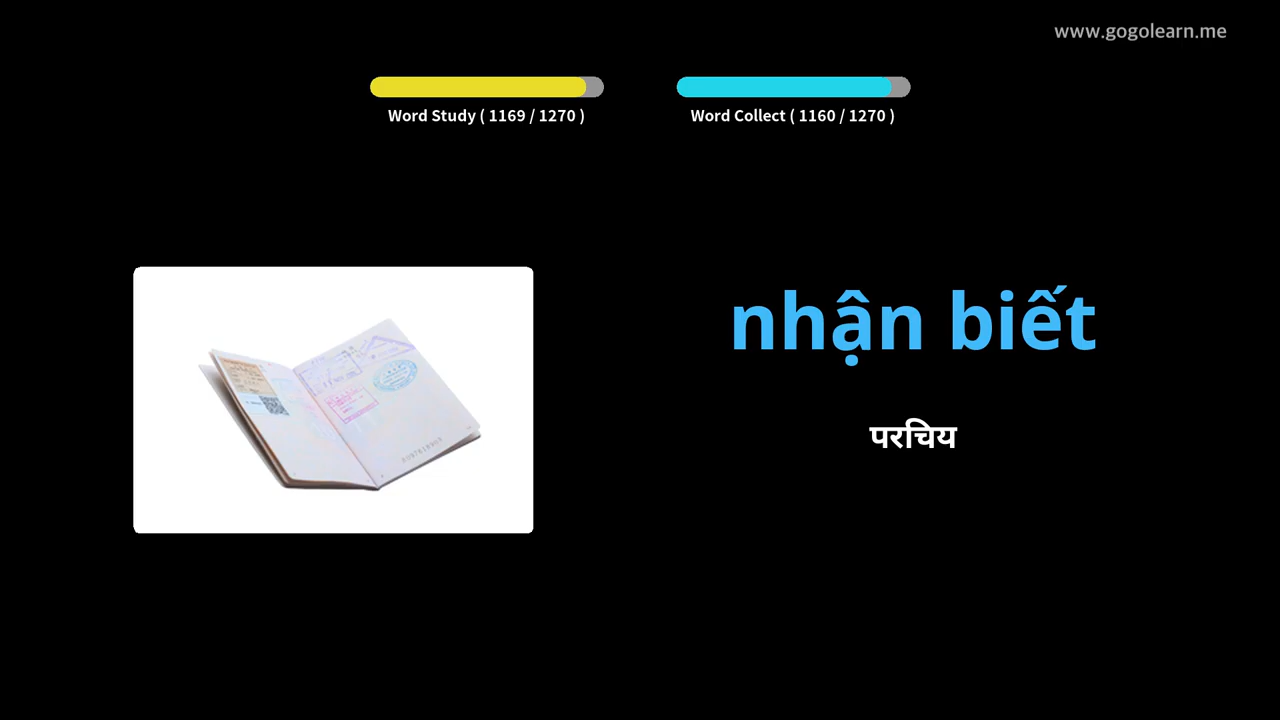 www.gogolearn.me
Word Study ( 1169 / 1270 )
Word Collect ( 1160 / 1270 )
nhận biết
परिचय